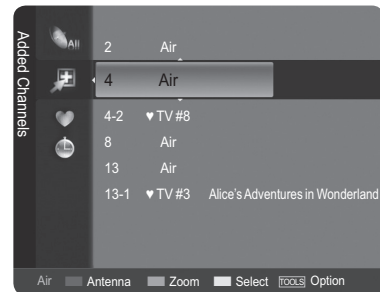 Added Channels
All
2 Air
4 Air
4-2 ♥ TV #8
8 Air
13 Air
13-1 ♥ TV #3 Alice's Adventures in Wonderland
Air Antenna Zoom Select TOOLS Option